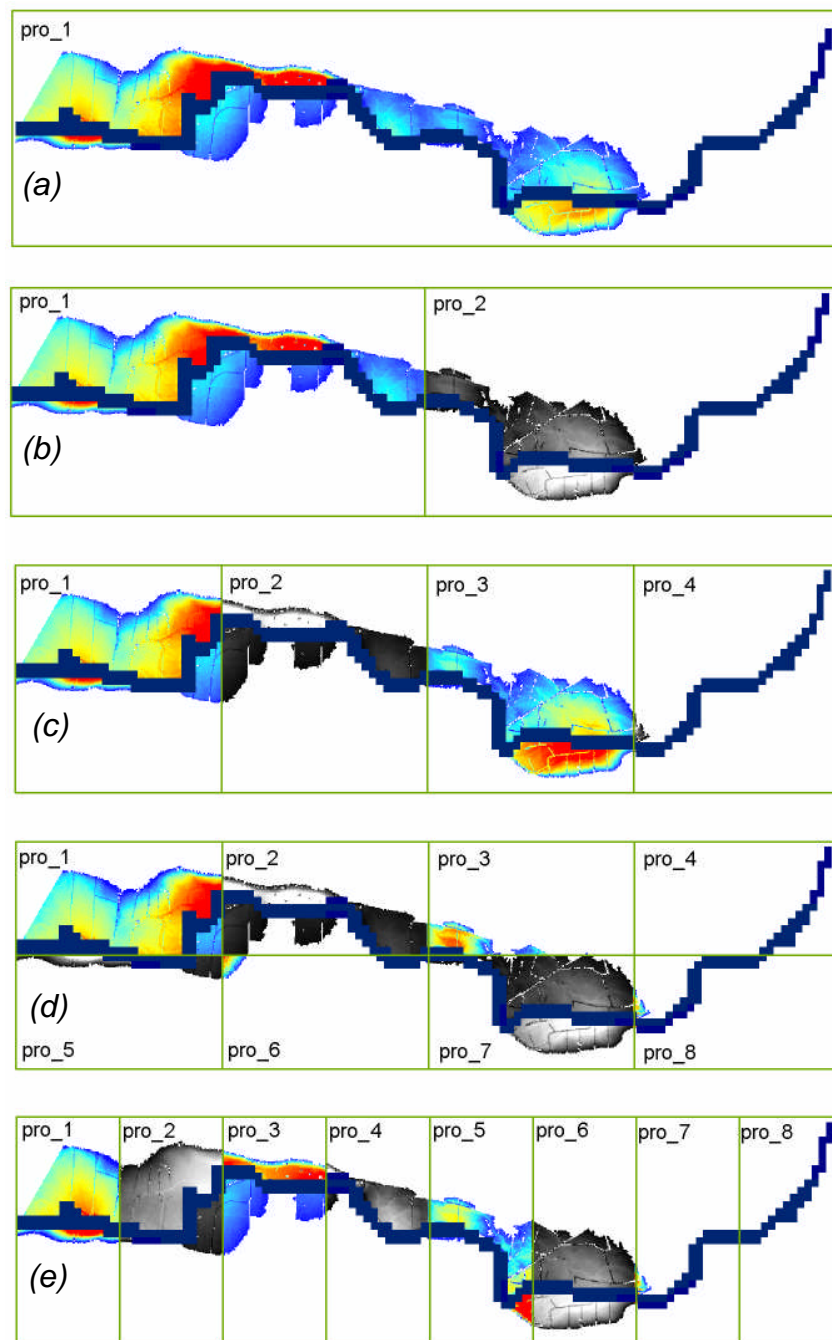 pro_1
(a)
pro_1 pro_2
(b)
pro_1 pro_2 pro_3 pro_4
(c)
pro_1 pro_2 pro_3 pro_4
(d)
pro_5 pro_6 pro_7 pro_8
pro_1 pro_2 pro_3 pro_4 pro_5 pro_6 pro_7 pro_8
(e)